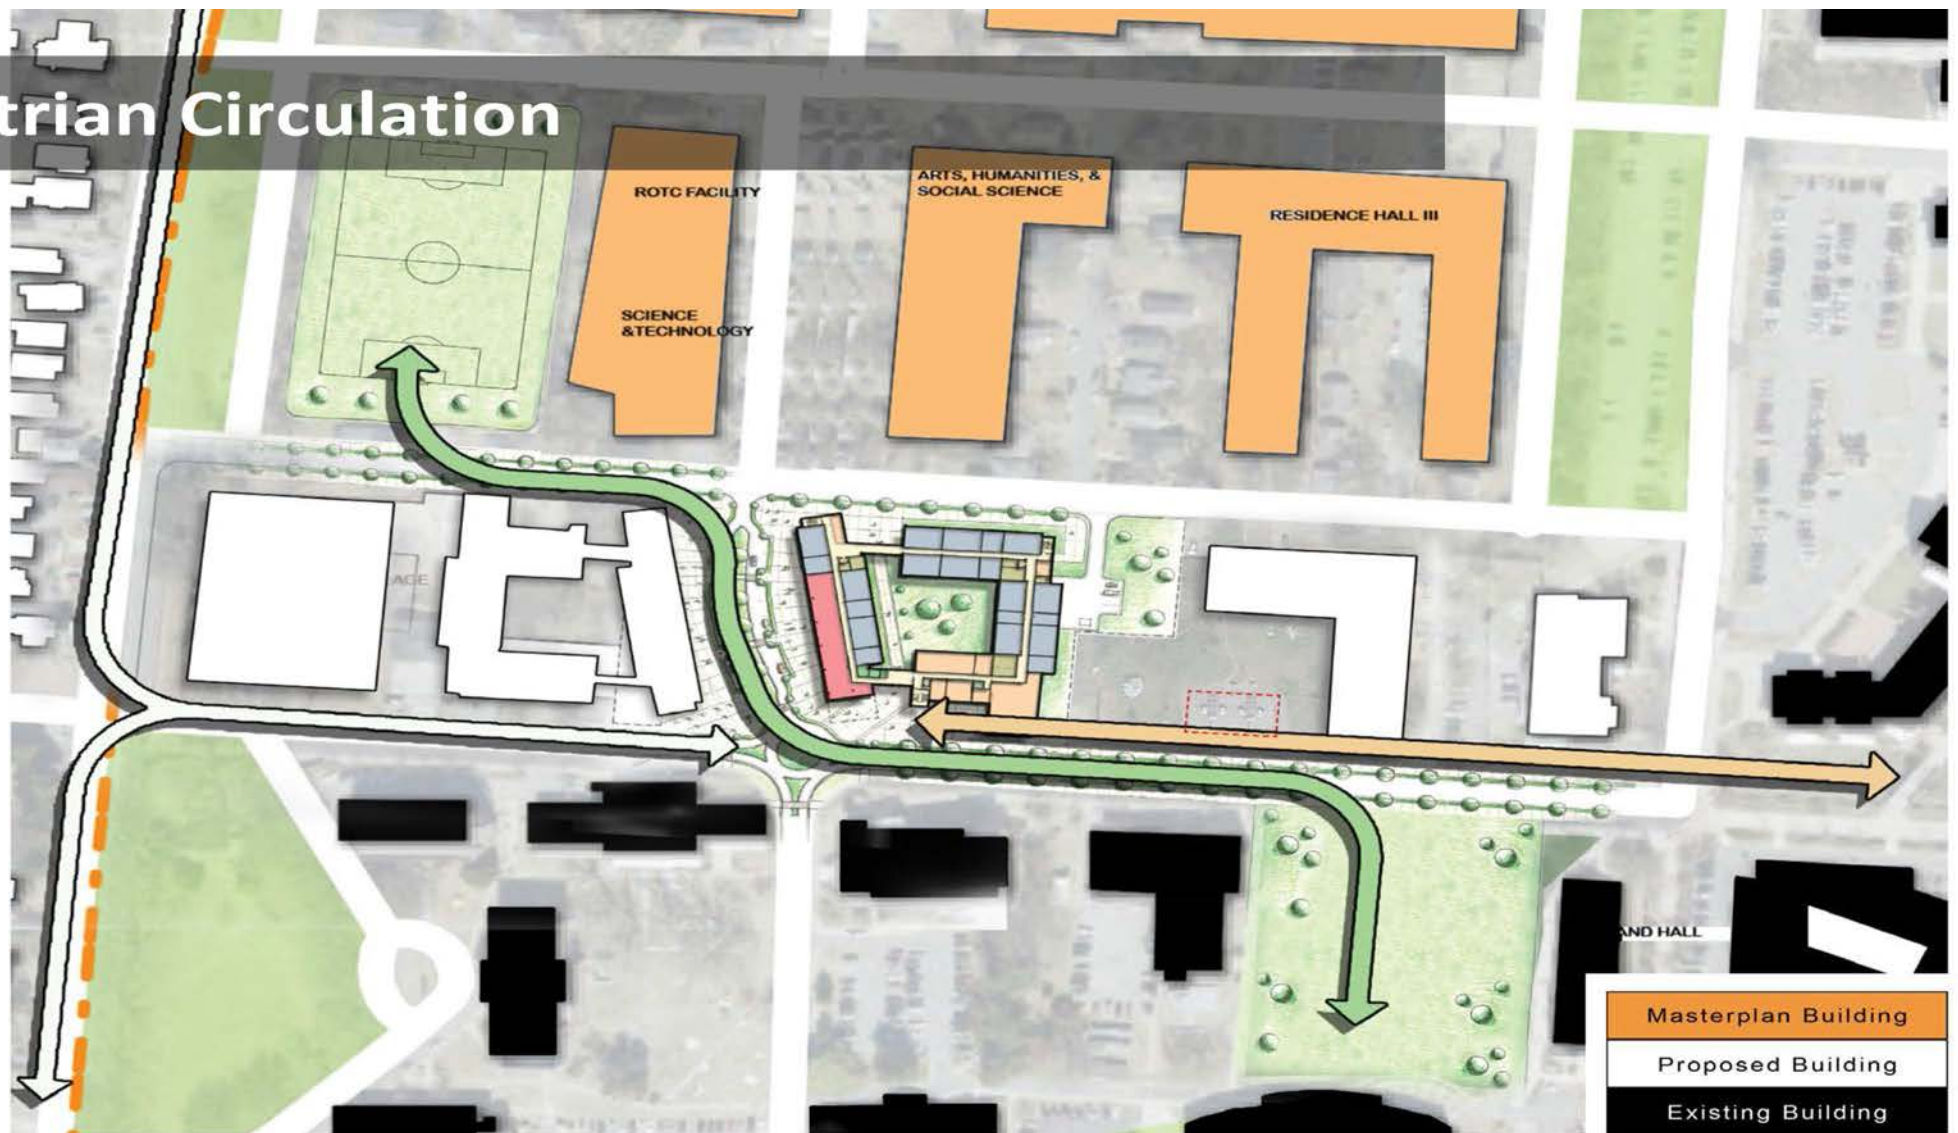 trian Circulation
ROTC FACILITY
SCIENCE
&TECHNOLOGY
ARTS, HUMANITIES, &
SOCIAL SCIENCE
RESIDENCE HALL III
AGE
AND HALL
Masterplan Building
Proposed Building
Existing Building